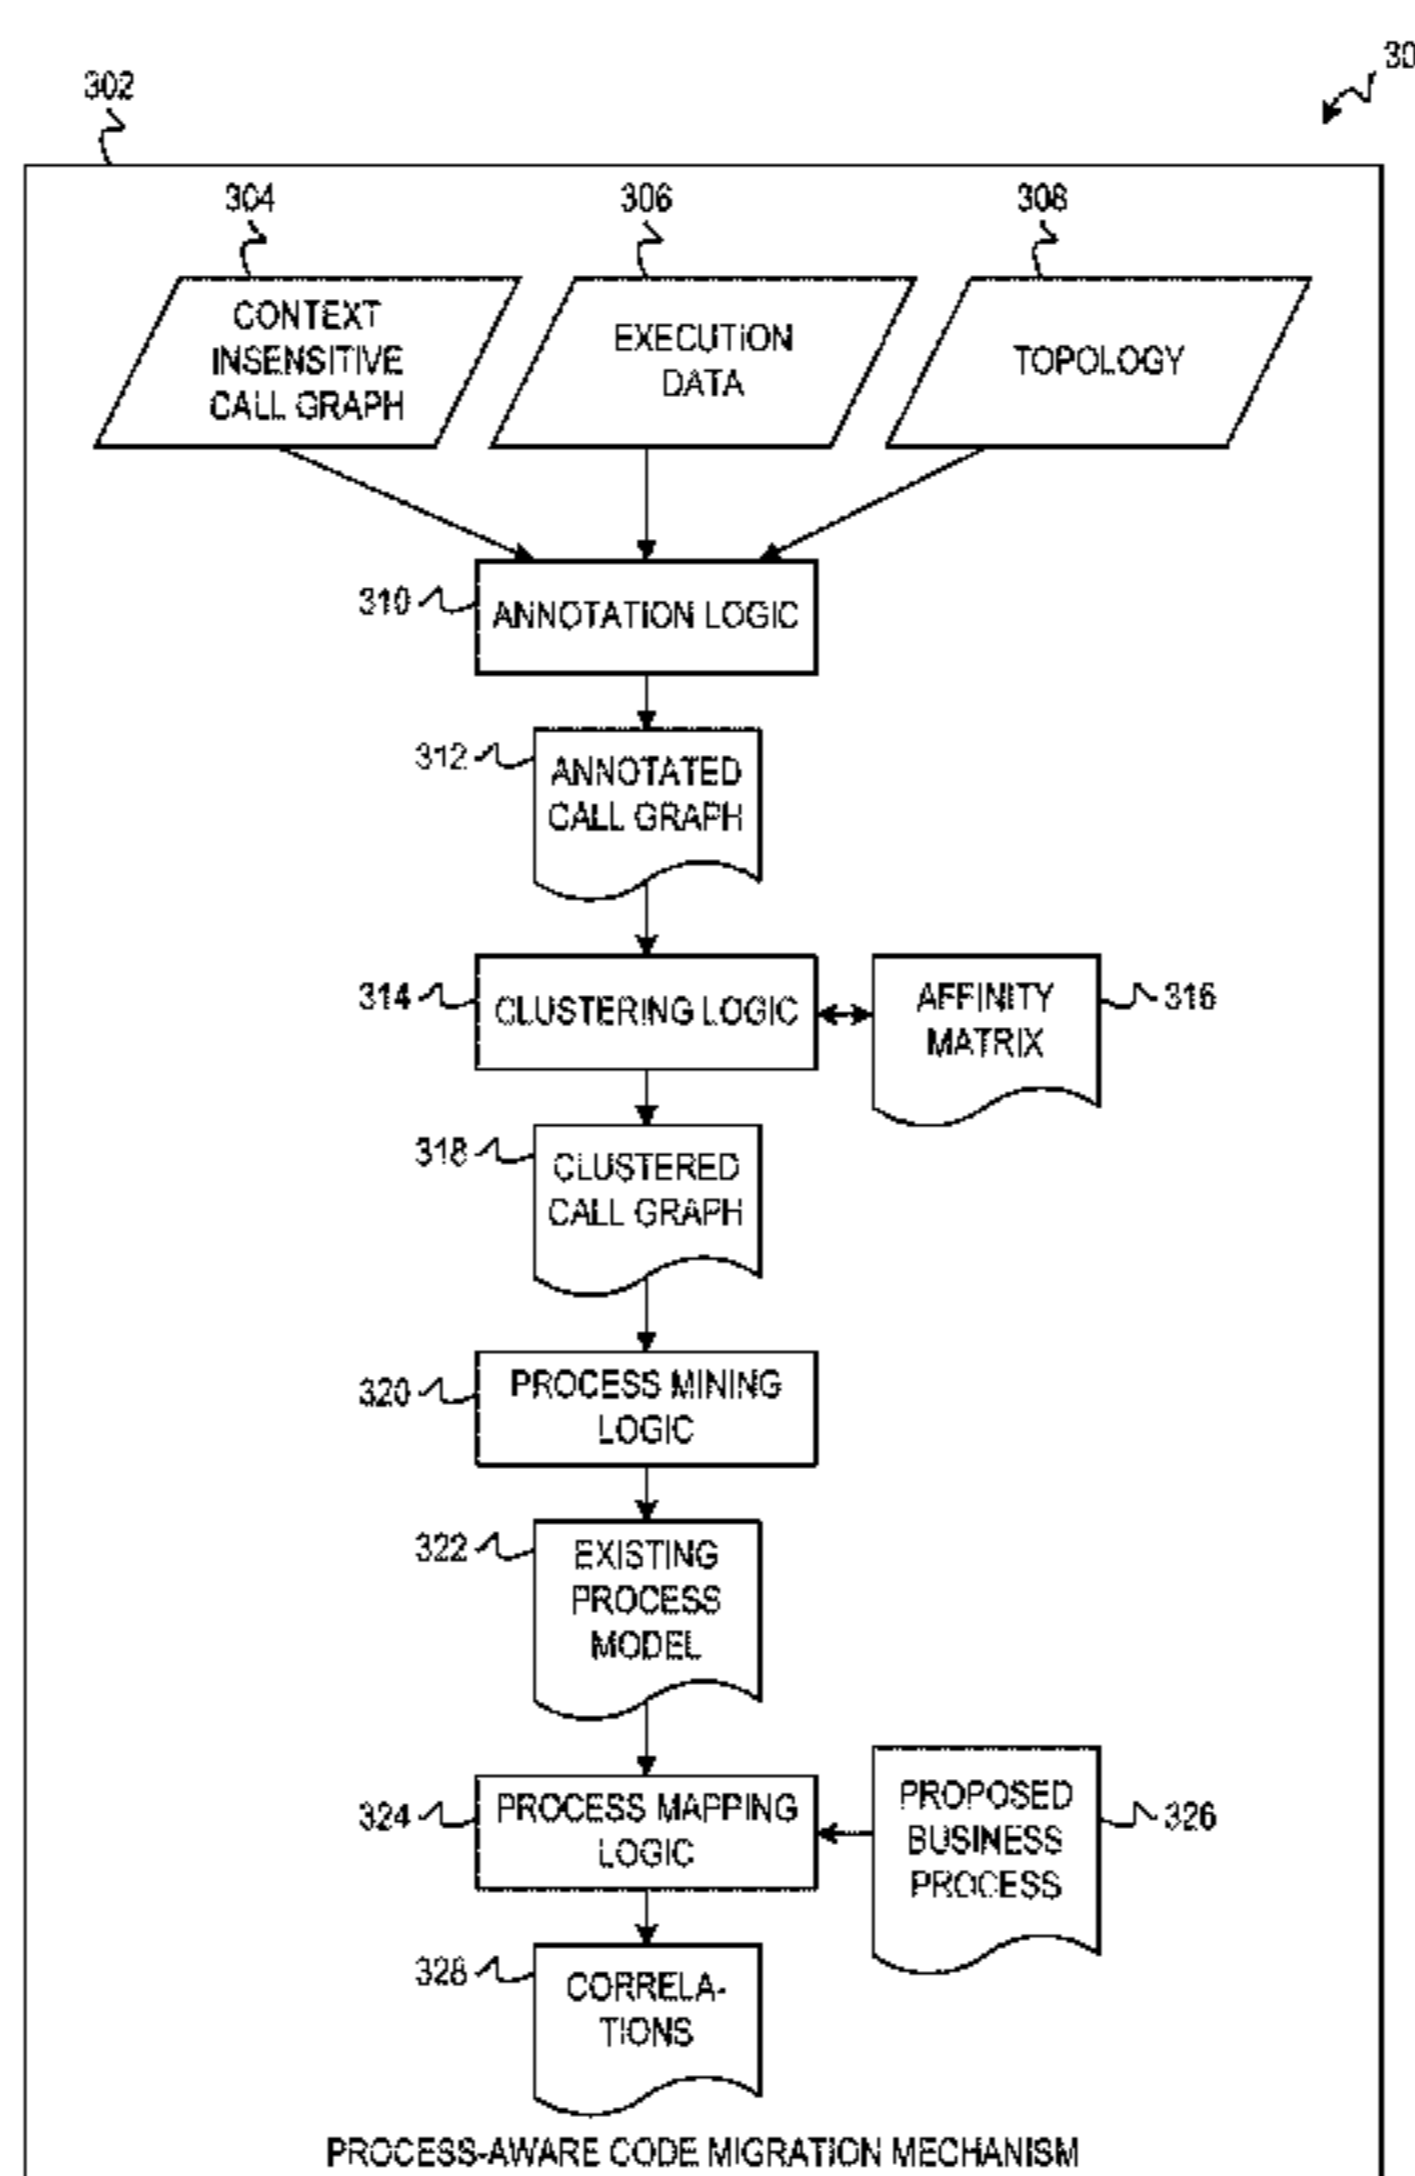 30
302
304
306
308
CONTEXT
INSENSITIVE
CALL GRAPH
EXECUTION
DATA
TOPOLOGY
310
ANNOTATION LOGIC
312
ANNOTATED
CALL GRAPH
314
CLUSTERING LOGIC
AFFINITY
MATRIX
316
318
CLUSTERED
CALL GRAPH
320
PROCESS MINING
LOGIC
322
EXISTING
PROCESS
MODEL
324
PROCESS MAPPING
LOGIC
PROPOSED
BUSINESS
PROCESS
326
328
CORRELA-
TIONS
PROCESS-AWARE CODE MIGRATION MECHANISM